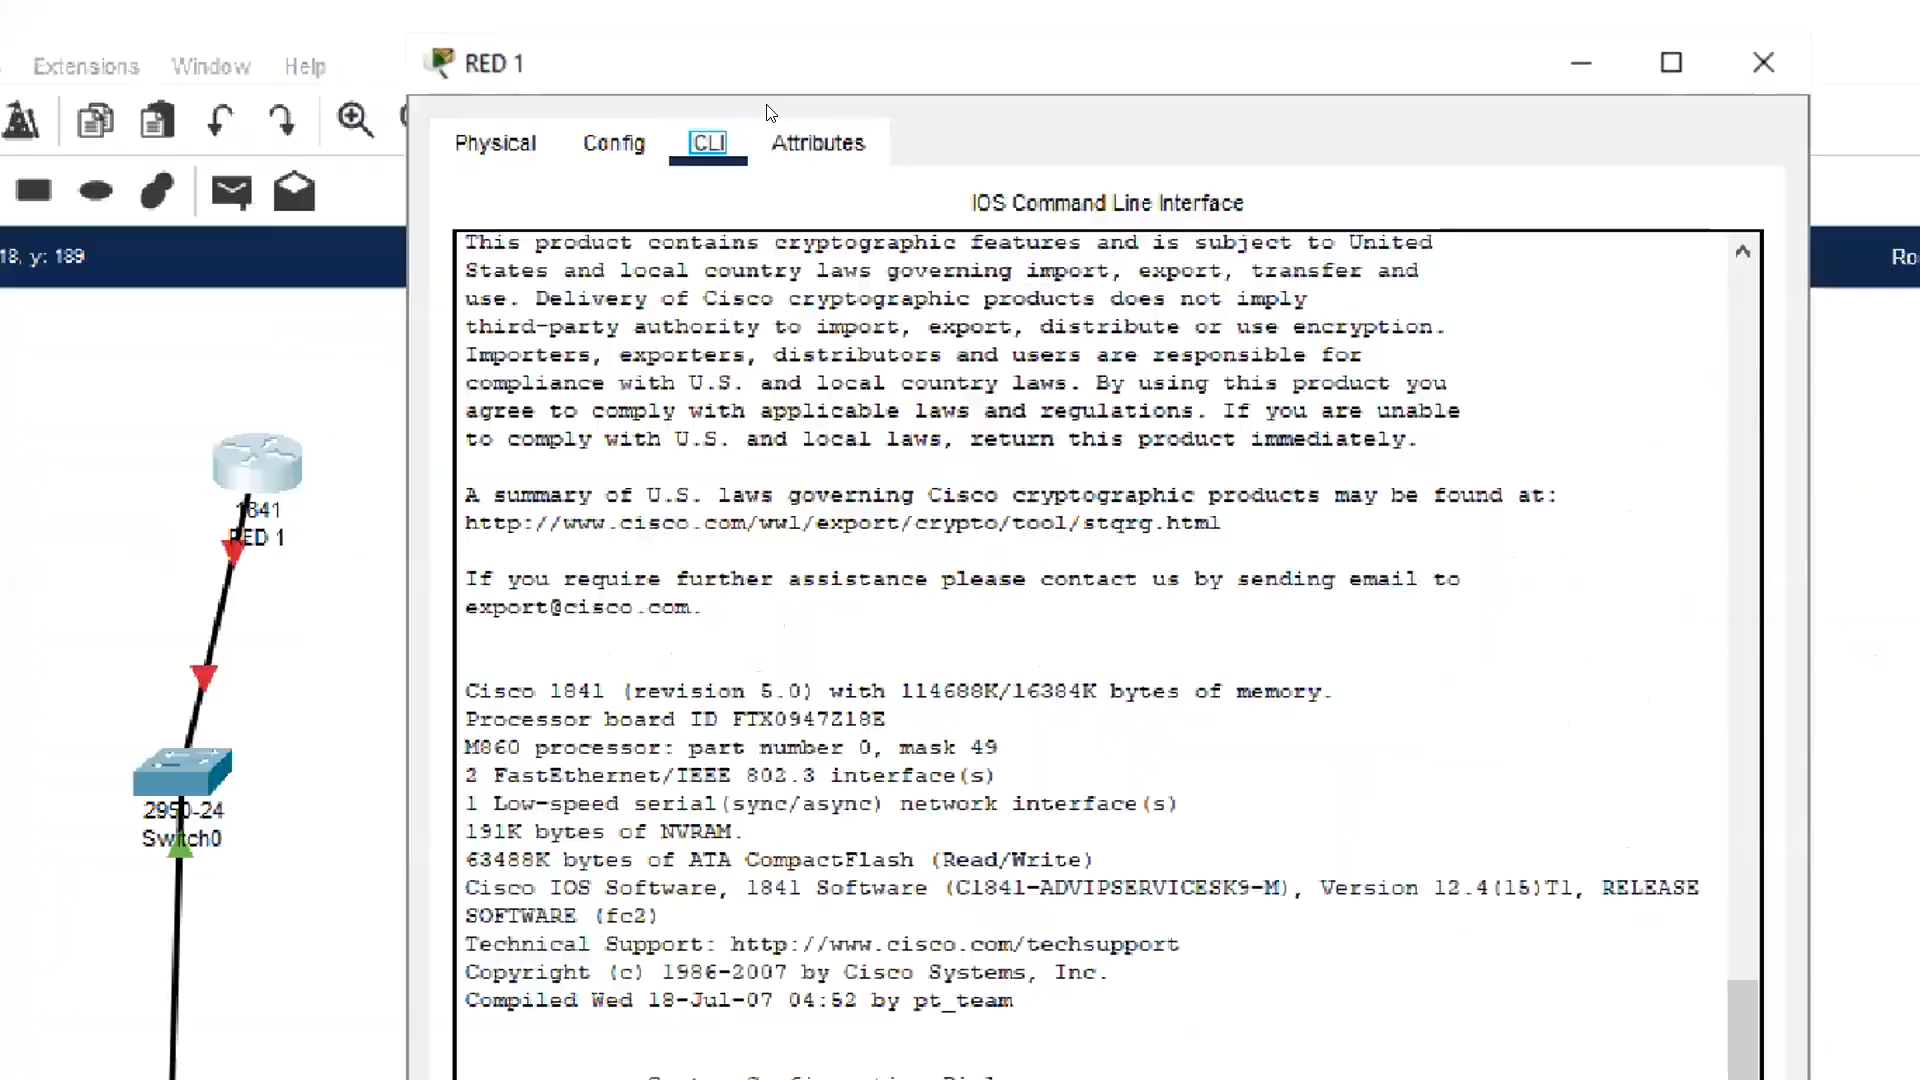 Extensions Window Help
RED 1
Physical Config CLI Attributes
IOS Command Line Interface
18, y: 189
Ro
This product contains cryptographic features and is subject to United
States and local country laws governing import, export, transfer and
use. Delivery of Cisco cryptographic products does not imply
third-party authority to import, export, distribute or use encryption.
Importers, exporters, distributors and users are responsible for
compliance with U.S. and local country laws. By using this product you
agree to comply with applicable laws and regulations. If you are unable
to comply with U.S. and local laws, return this product immediately.
A summary of U.S. laws governing Cisco cryptographic products may be found at:
http://www.cisco.com/wwl/export/crypto/tool/stqrg.html
If you require further assistance please contact us by sending email to
export@cisco.com.
Cisco 1841 (revision 5.0) with 114688K/16384K bytes of memory.
Processor board ID FTX0947Z18E
M860 processor: part number 0, mask 49
2 FastEthernet/IEEE 802.3 interface(s)
1 Low-speed serial(sync/async) network interface(s)
191K bytes of NVRAM.
63488K bytes of ATA CompactFlash (Read/Write)
Cisco IOS Software, 1841 Software (C1841-ADVIPSERVICESK9-M), Version 12.4(15)T1, RELEASE
SOFTWARE (fc2)
Technical Support: http://www.cisco.com/techsupport
Copyright (c) 1986-2007 by Cisco Systems, Inc.
Compiled Wed 18-Jul-07 04:52 by pt_team
1841
RED 1
2950-24
Switch0